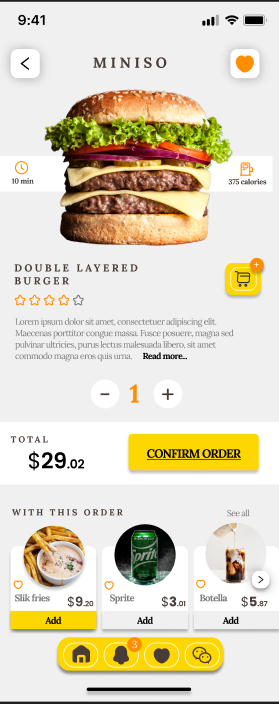 9:41
MINISO
10 min
375 calories
DOUBLE LAYERED
BURGER
+
Lorem ipsum dolor sit amet, consectetuer adipiscing elit.
Maecenas porttitor congue massa. Fusce posuere, magna sed
pulvinar ultricies, purus lectus malesuada libero, sit amet
commodo magna eros quis urna. Read more...
- 1 +
TOTAL
$29.02
CONFIRM ORDER
WITH THIS ORDER
See all
Sprite
Slik fries $9.20
Sprite $3.01
Botella $5.87
Add
Add
Add
3